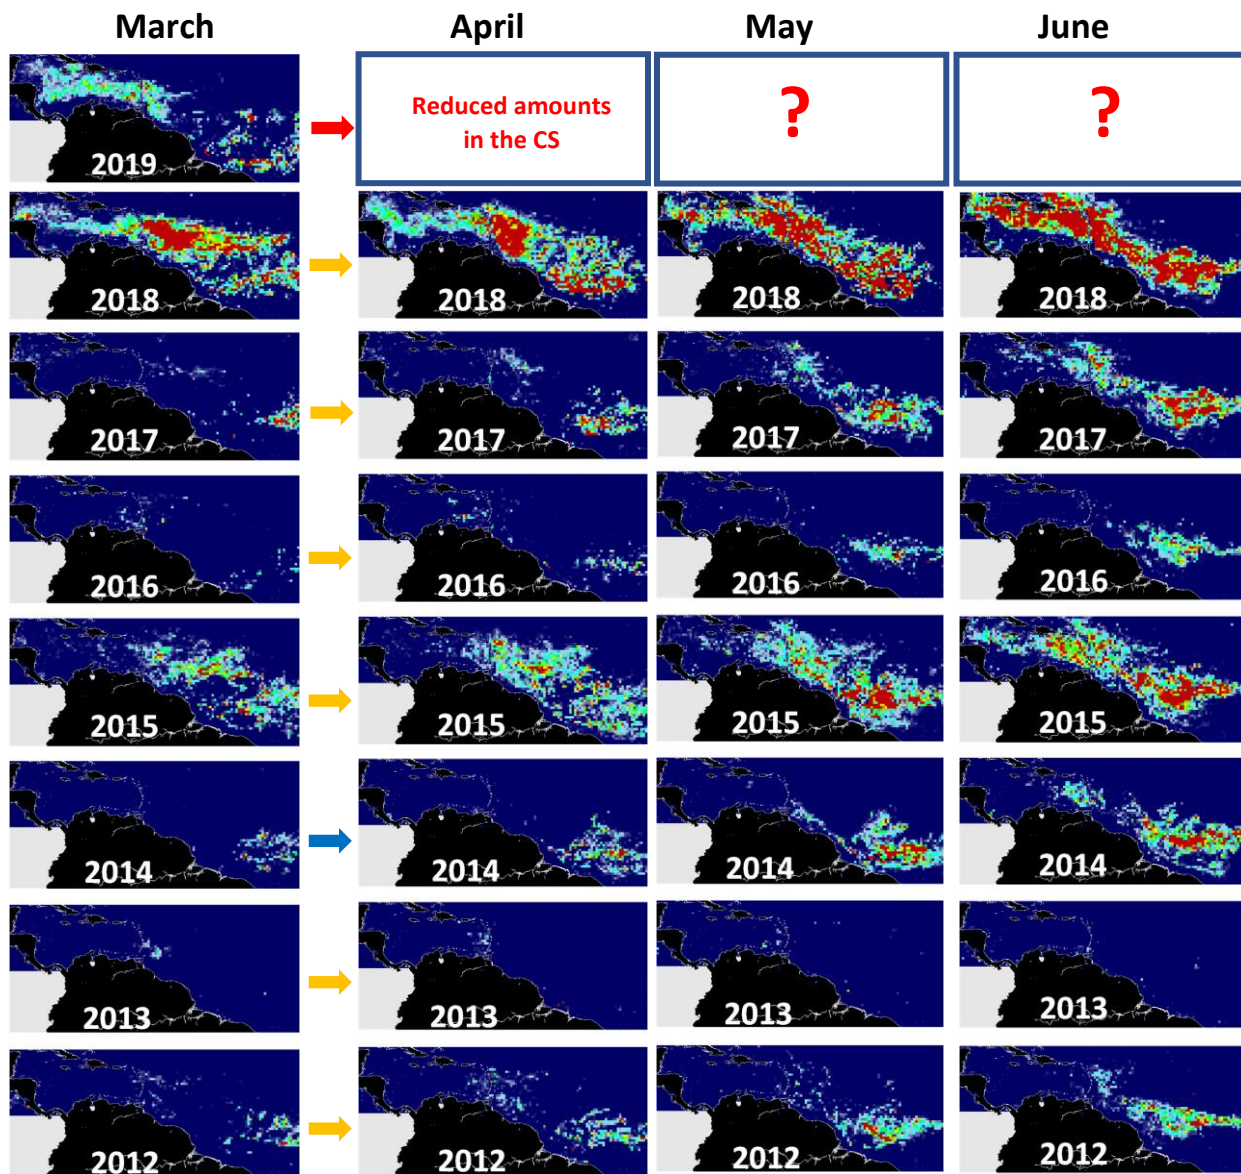 March April May June
Reduced amounts
in the CS
? ?
2019
2018 2018 2018 2018
2017 2017 2017 2017
2016 2016 2016 2016
2015 2015 2015 2015
2014 2014 2014 2014
2013 2013 2013 2013
2012 2012 2012 2012